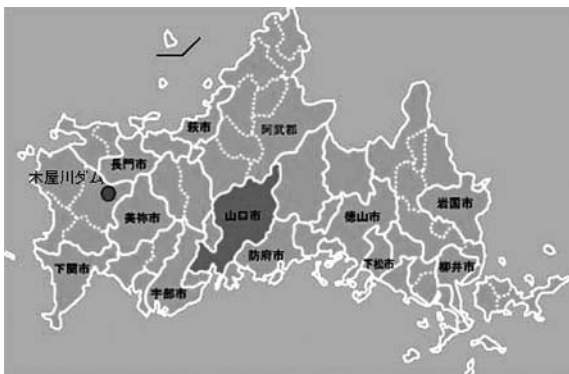 萩市
阿武郡
長門市
木屋川ダム
美祢市
山口市
徳山市
岩国市
防府市
下関市
下松市
柳井市
宇部市